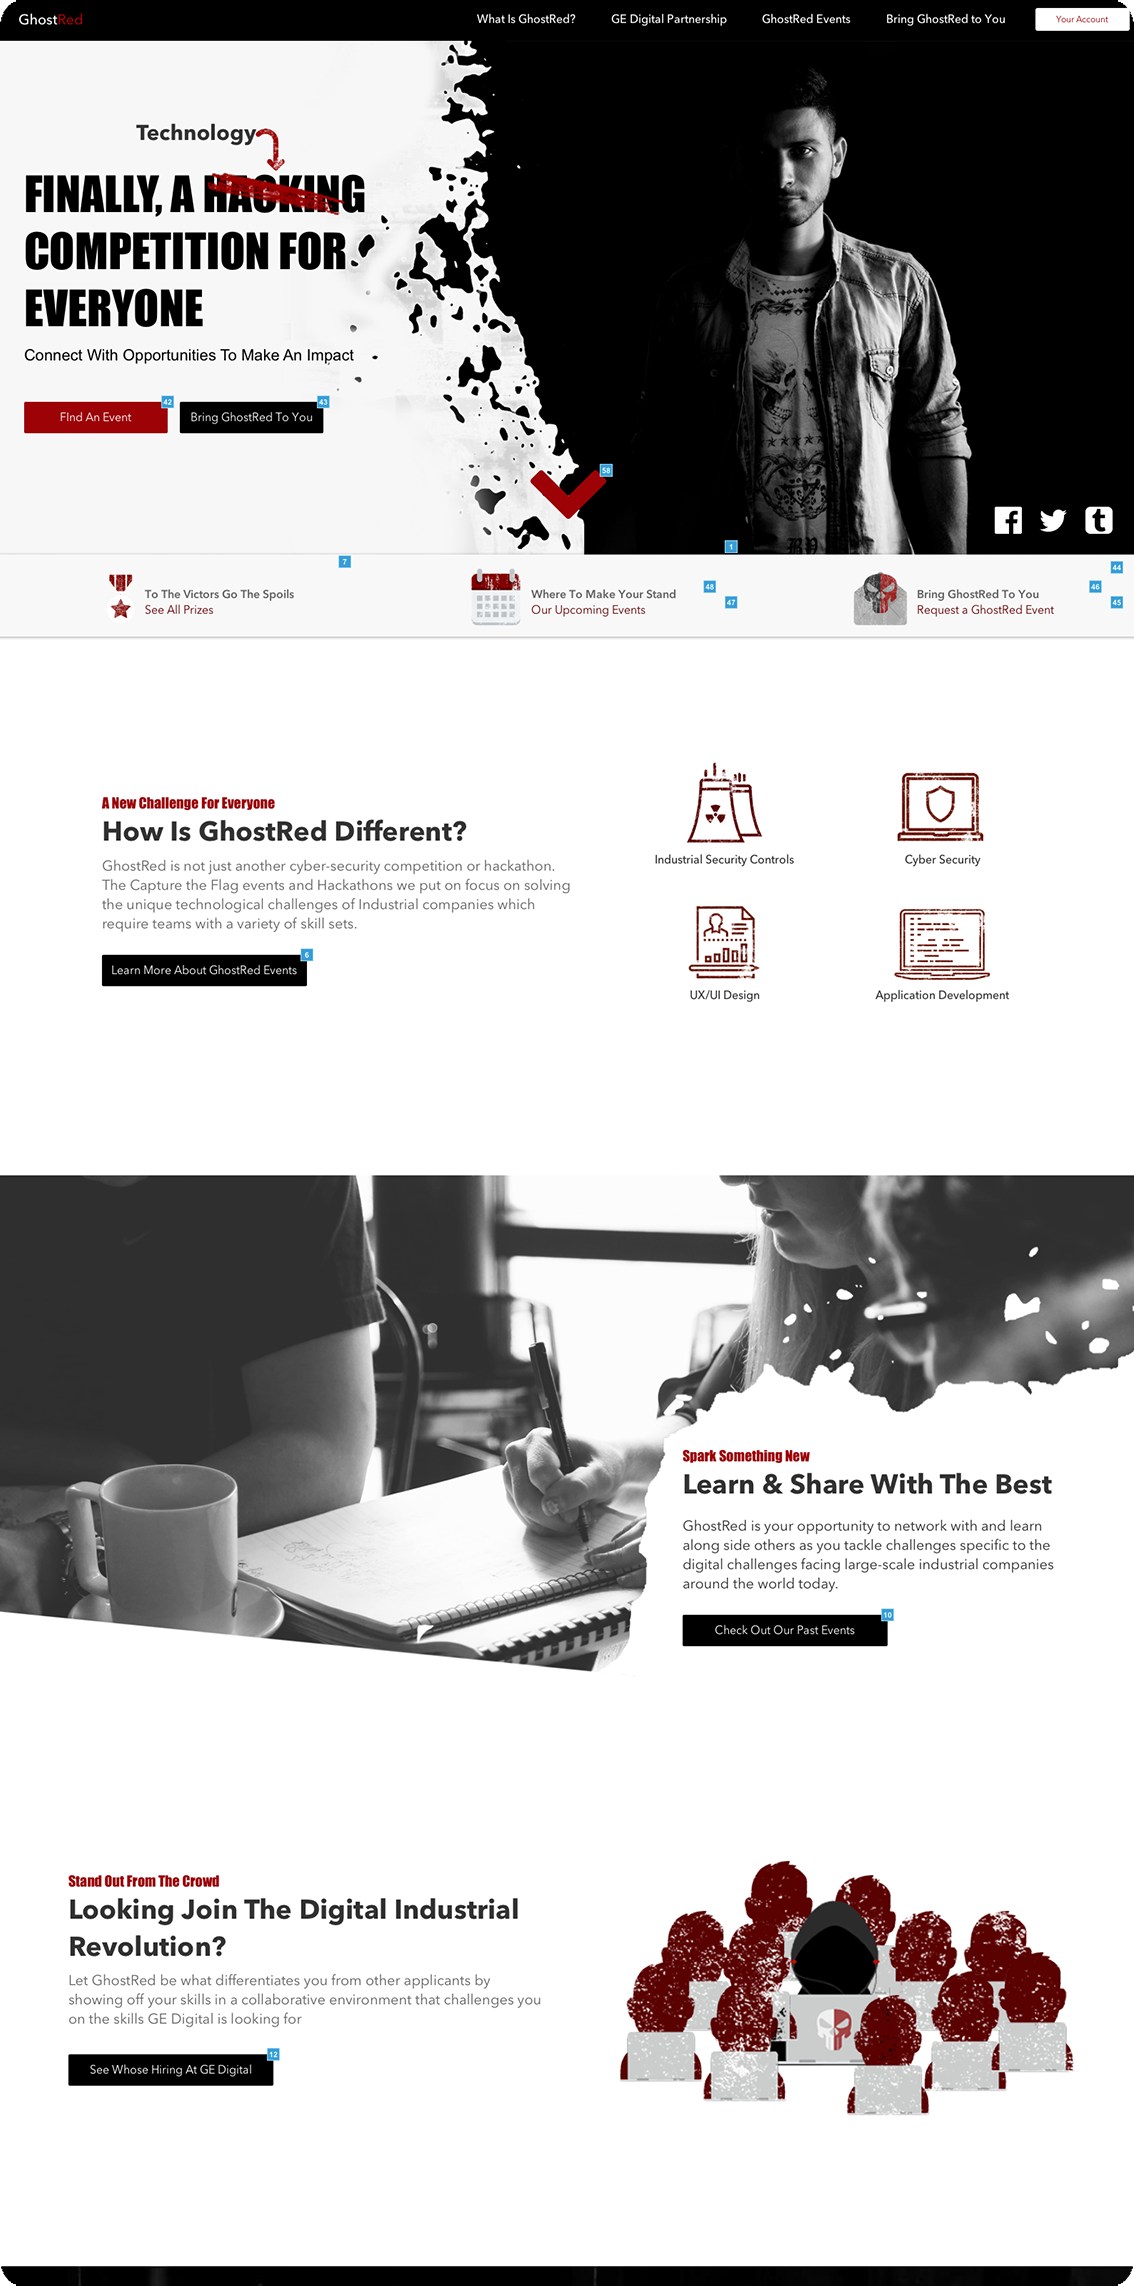 GhostRed
What Is GhostRed?
GE Digital Partnership
GhostRed Events
Bring GhostRed to You
Your Account
Technology
FINALLY, A HACKING
COMPETITION FOR
EVERYONE
Connect With Opportunities To Make An Impact
FInd An Event
42
Bring GhostRed To You
43
58
1
7
To The Victors Go The Spoils
See All Prizes
Where To Make Your Stand
Our Upcoming Events
48
47
Bring GhostRed To You
Request a GhostRed Event
44
46
45
A New Challenge For Everyone
How Is GhostRed Different?
GhostRed is not just another cyber-security competition or hackathon.
The Capture the Flag events and Hackathons we put on focus on solving
the unique technological challenges of Industrial companies which
require teams with a variety of skill sets.
Learn More About GhostRed Events
6
Industrial Security Controls
Cyber Security
UX/UI Design
Application Development
Spark Something New
Learn & Share With The Best
GhostRed is your opportunity to network with and learn
along side others as you tackle challenges specific to the
digital challenges facing large-scale industrial companies
around the world today.
Check Out Our Past Events
10
Stand Out From The Crowd
Looking Join The Digital Industrial
Revolution?
Let GhostRed be what differentiates you from other applicants by
showing off your skills in a collaborative environment that challenges you
on the skills GE Digital is looking for
See Whose Hiring At GE Digital
12